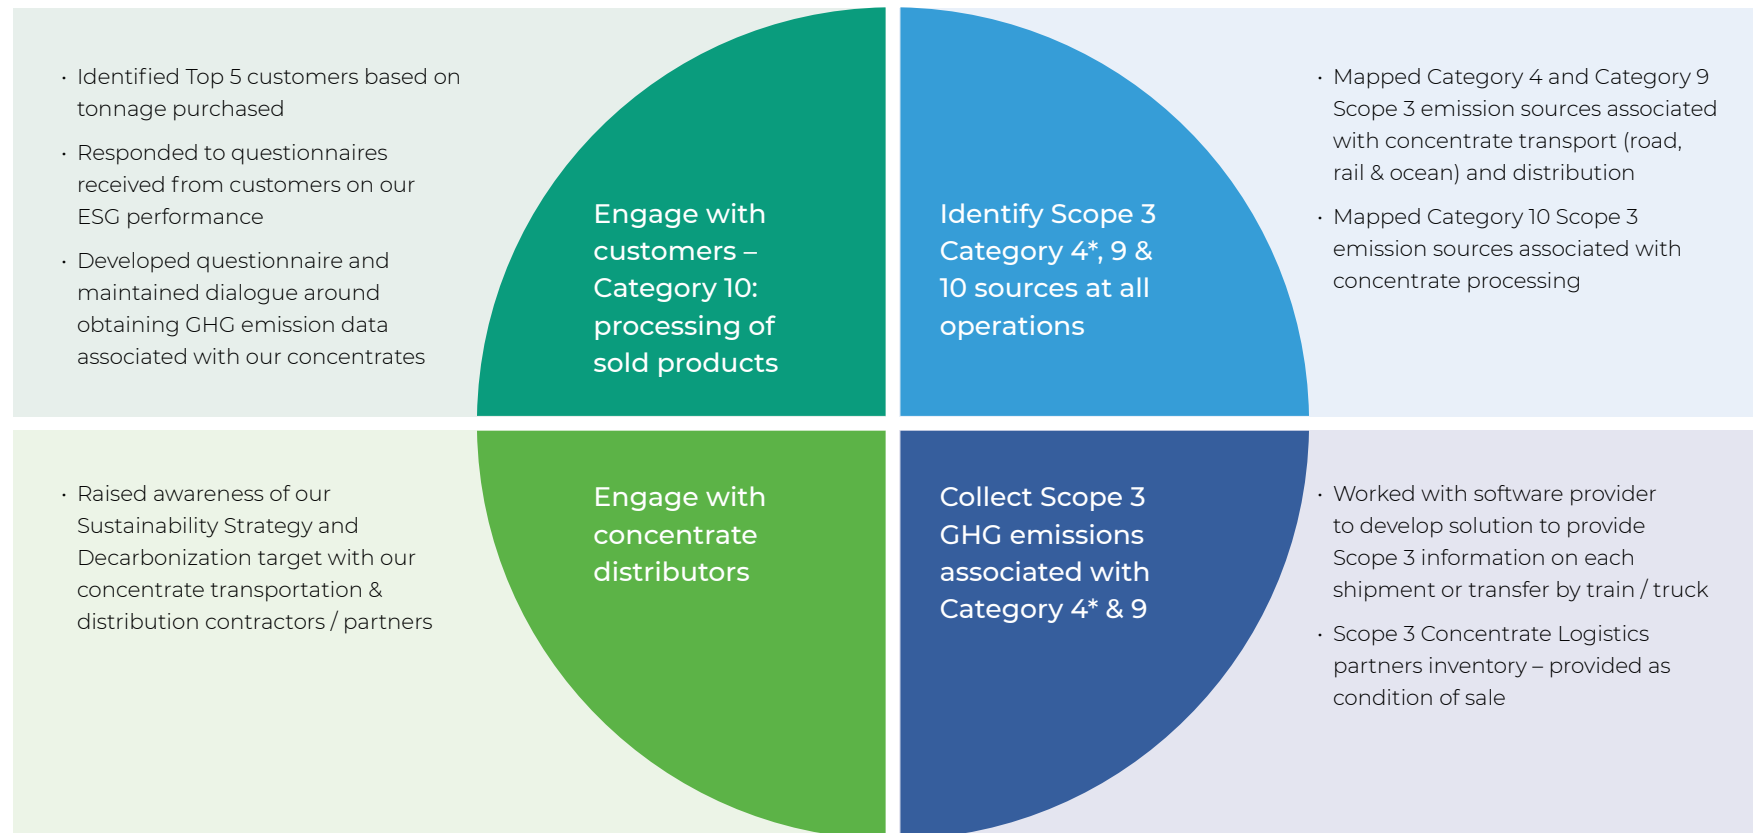 · Identified Top 5 customers based on
tonnage purchased
· Responded to questionnaires
received from customers on our
ESG performance
· Developed questionnaire and
maintained dialogue around
obtaining GHG emission data
associated with our concentrates
Engage with
customers –
Category 10:
processing of
sold products
Identify Scope 3
Category 4*, 9 &
10 sources at all
operations
· Mapped Category 4 and Category 9
Scope 3 emission sources associated
with concentrate transport (road,
rail & ocean) and distribution
· Mapped Category 10 Scope 3
emission sources associated with
concentrate processing
· Raised awareness of our
Sustainability Strategy and
Decarbonization target with our
concentrate transportation &
distribution contractors / partners
Engage with
concentrate
distributors
Collect Scope 3
GHG emissions
associated with
Category 4* & 9
· Worked with software provider
to develop solution to provide
Scope 3 information on each
shipment or transfer by train / truck
· Scope 3 Concentrate Logistics
partners inventory – provided as
condition of sale